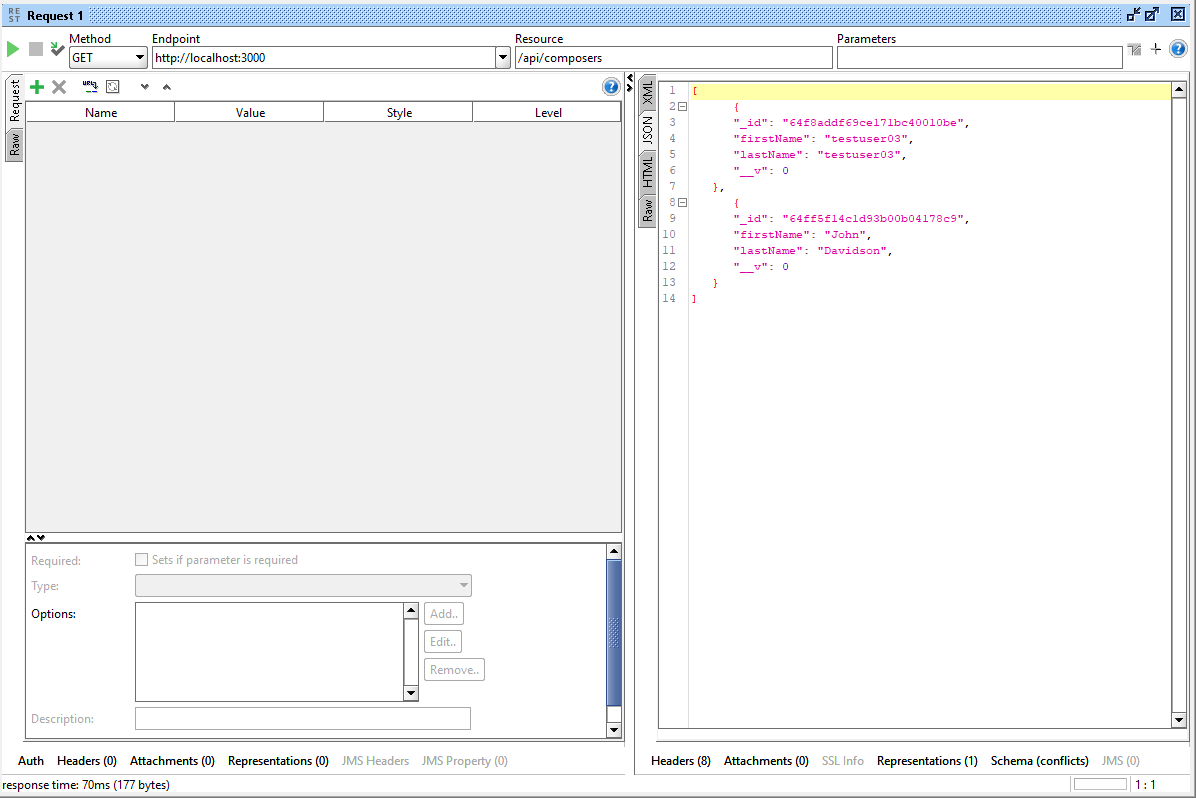 RE
ST
Request 1
Method
Endpoint
Resource
Parameters
GET
http://localhost:3000
/api/composers
Request
Raw
Name
Value
Style
Level
Required:
Sets if parameter is required
Type:
Options:
Add..
Edit..
Remove..
Description:
Auth
Headers (0)
Attachments (0)
Representations (0)
JMS Headers
JMS Property (0)
XML
JSON
HTML
Raw
1 [
2 {
3 "_id": "64f8addf69ce171bc40010be",
4 "firstName": "testuser03",
5 "lastName": "testuser03",
6 "__v": 0
7 },
8 {
9 "_id": "64ff5f14c1d93b00b04178c9",
10 "firstName": "John",
11 "lastName": "Davidson",
12 "__v": 0
13 }
14 ]
Headers (8)
Attachments (0)
SSL Info
Representations (1)
Schema (conflicts)
JMS (0)
response time: 70ms (177 bytes)
1 : 1